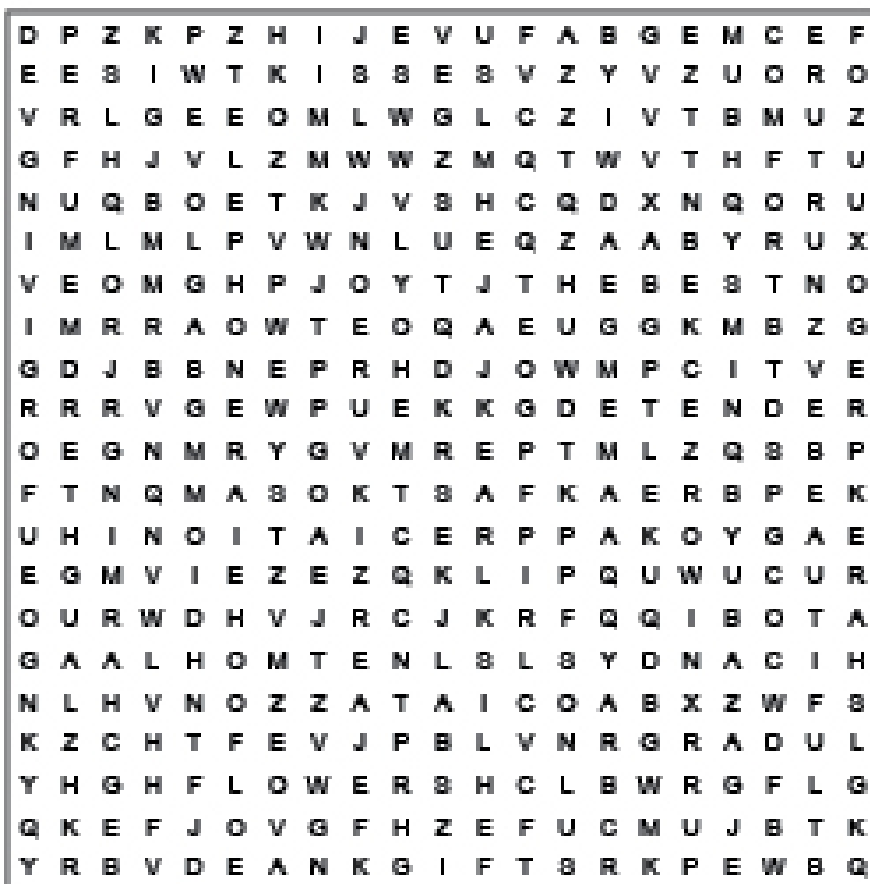 D P Z K P Z H I J E V U F A B G E M C E F
E E S I W T K I S S E S V Z Y V Z U O R O
V R L G E E O M L W G L C Z I V T B M U Z
G F H J V L Z M W W Z M Q T W V T H F T U
N U Q B O E T K J V S H C Q D X N Q O R U
I M L M L P V W N L U E Q Z A A B Y R U X
V E O M G H P J O Y T J T H E B E S T N O
I M R R A O W T E O Q A E U G G K M B Z G
G D J B B N E P R H D J O W M P C I T V E
R R R V G E W P U E K K G D E T E N D E R
O E G N M R Y G V M R E P T M L Z Q S B P
F T N Q M A S O K T S A F K A E R B P E K
U H I N O I T A I C E R P P A K O Y G A E
E G M V I E Z E Z Q K L I P Q U W U C U R
O U R W D H V J R C J K R F Q Q I B O T A
G A A L H O M T E N L S L S Y D N A C I H
N L H V N O Z Z A T A I C O A B X Z W F S
K Z C H T F E V J P B L V N R G R A D U L
Y H G H F L O W E R S H C L B W R G F L G
Q K E F J O V G F H Z E F U C M U J B T K
Y R B V D E A N K G I F T S R K P E W B Q